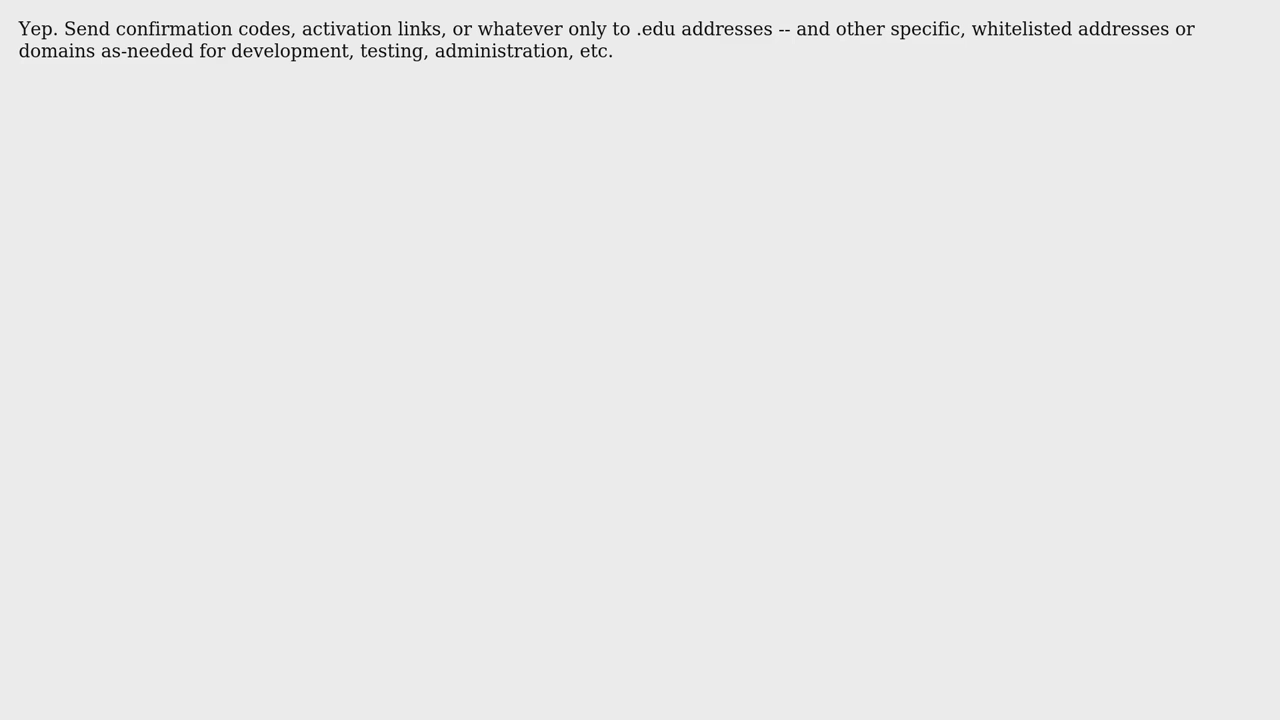 Yep. Send confirmation codes, activation links, or whatever only to .edu addresses -- and other specific, whitelisted addresses or
domains as-needed for development, testing, administration, etc.